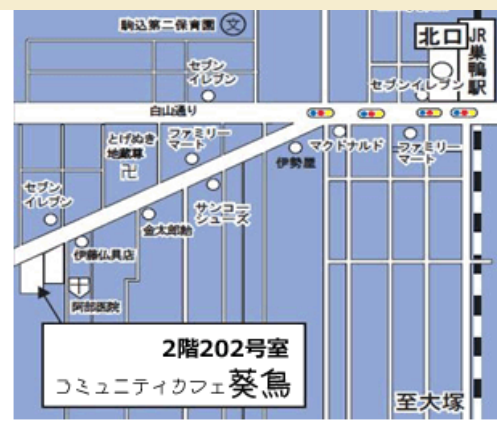 駒込第二保育園
文
北口
JR
巣鴨駅
セブン
イレブン
セブンイレブン
白山通り
とげぬき
地蔵尊
卍
ファミリー
マート
マクドナルド
ファミリー
マート
伊勢屋
セブン
イレブン
サンコー
シューズ
金太郎飴
伊藤仏具店
阿部医院
2階202号室
コミュニティカフェ葵鳥
至大塚